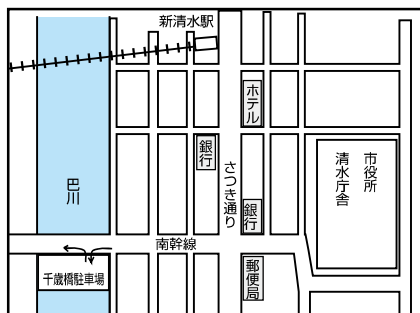 新清水駅
ホテル
銀行
さつき通り
市役所
清水庁舎
巴川
銀行
南幹線
郵便局
千歳橋駐車場